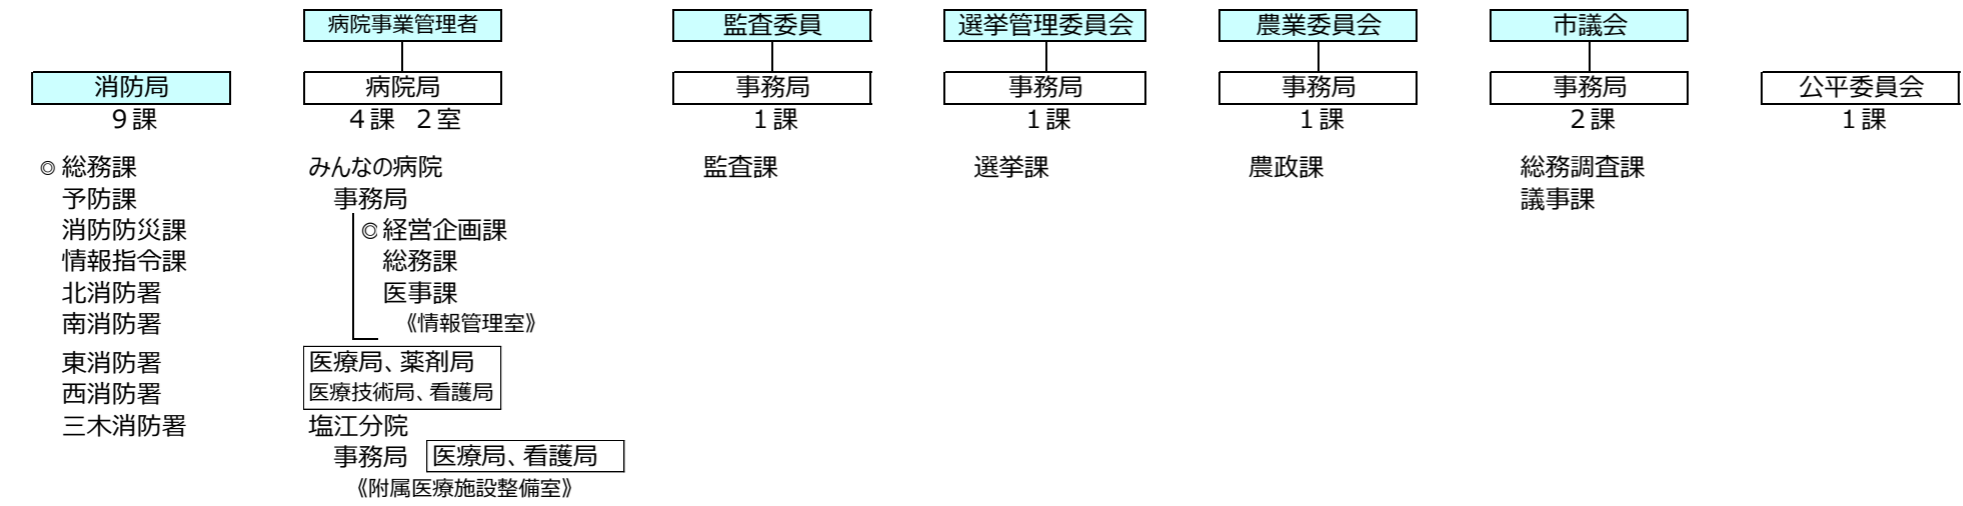 病院事業管理者
監査委員
選挙管理委員会
農業委員会
市議会
消防局
病院局
事務局
事務局
事務局
事務局
公平委員会
9課
4課 2室
1課
1課
1課
2課
1課
◎総務課
予防課
消防防災課
情報指令課
北消防署
南消防署
東消防署
西消防署
三木消防署
みんなの病院
事務局
◎経営企画課
総務課
医事課
《情報管理室》
医療局、薬剤局
医療技術局、看護局
塩江分院
事務局 医療局、看護局
《附属医療施設整備室》
監査課
選挙課
農政課
総務調査課
議事課